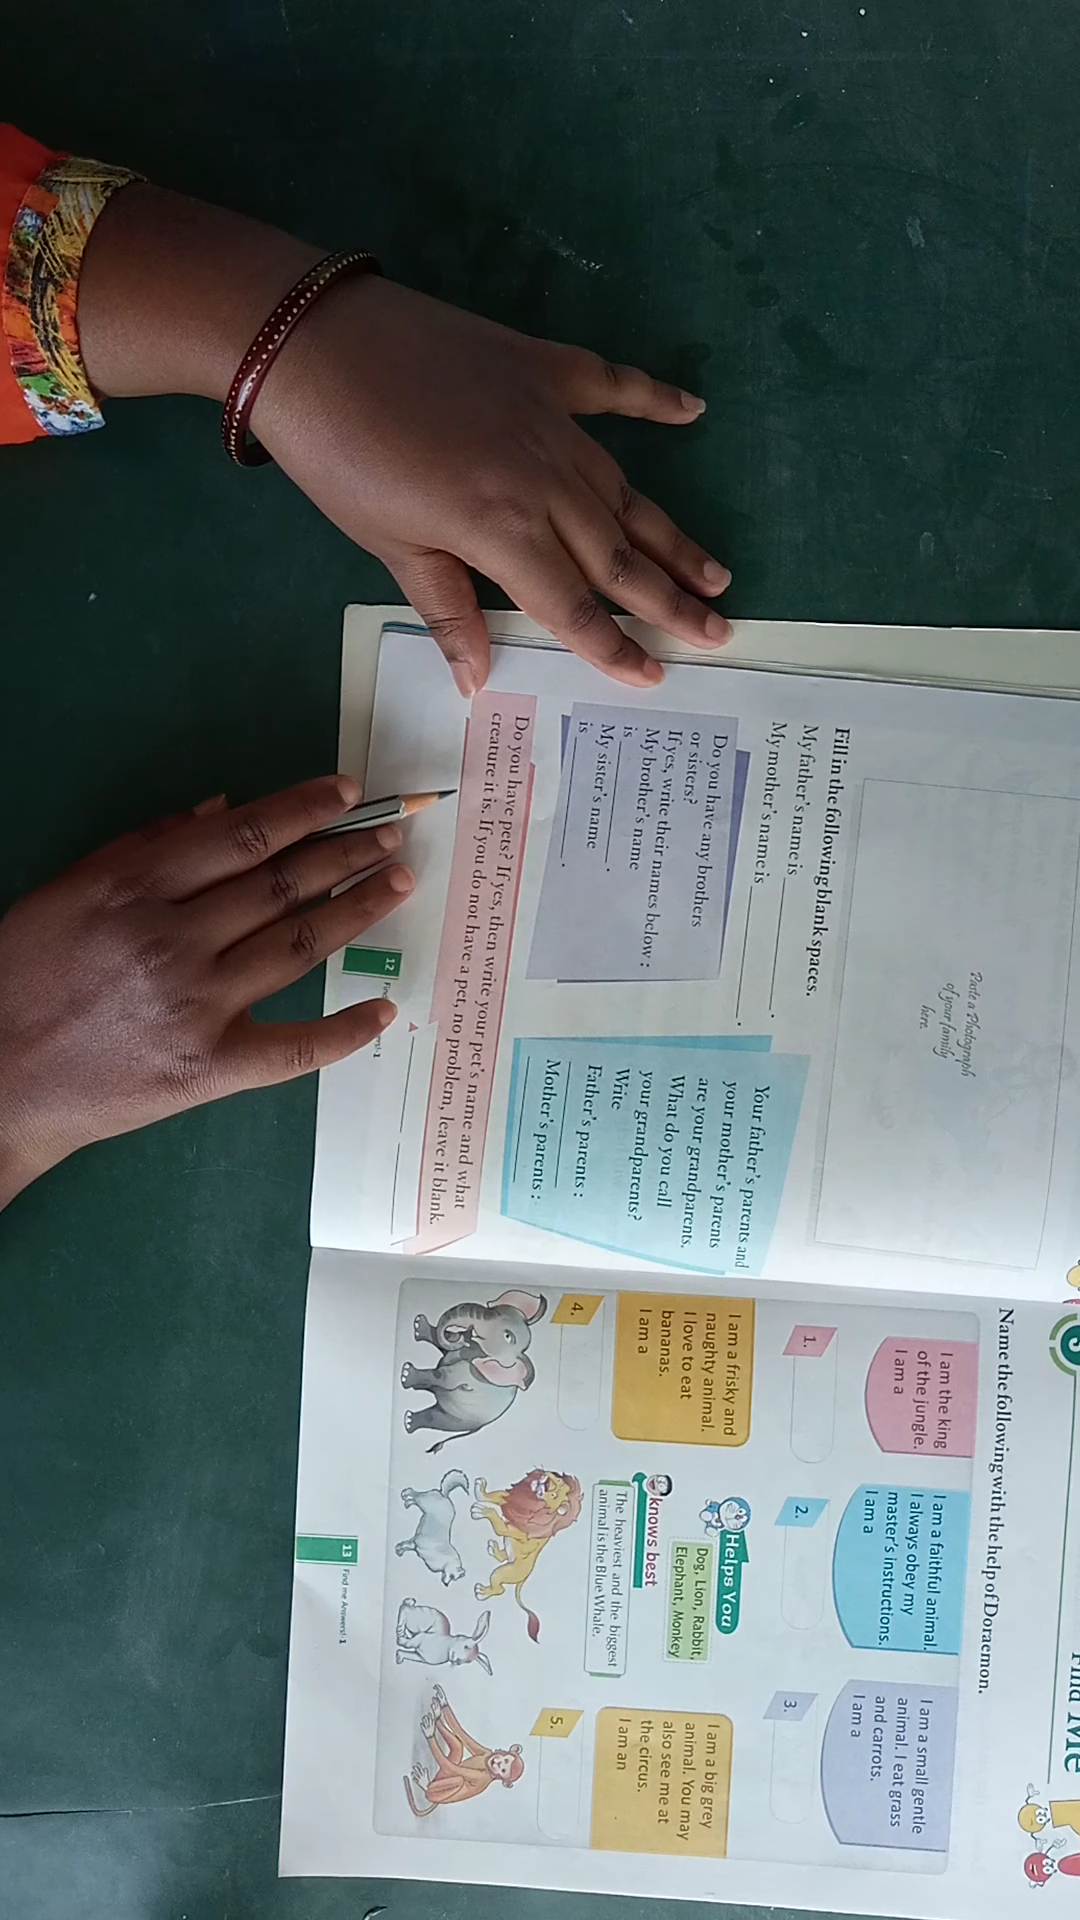 Paste a Photograph
of your family
here.
Fill in the following blank spaces.
My father's name is ____________.
My mother's name is ____________.
Do you have any brothers
or sisters?
If yes, write their names below :
My brother's name
is ____________.
My sister's name
is ____________.
Your father's parents and
your mother's parents
are your grandparents.
What do you call
your grandparents?
Write
Father's parents :
____________
Mother's parents :
____________
Do you have pets? If yes, then write your pet's name and what
creature it is. If you do not have a pet, no problem, leave it blank.
12
Me
Name the following with the help of Doraemon.
I am the king
of the jungle.
I am a
1.
I am a faithful animal.
I always obey my
master's instructions.
I am a
2.
I am a small gentle
animal. I eat grass
and carrots.
I am a
3.
I am a frisky and
naughty animal.
I love to eat
bananas.
I am a
4.
Helps You
Dog, Lion, Rabbit,
Elephant, Monkey
knows best
The heaviest and the biggest
animal is the Blue Whale.
I am a big grey
animal. You may
also see me at
the circus.
I am an
5.
13 Find me Answers!-1